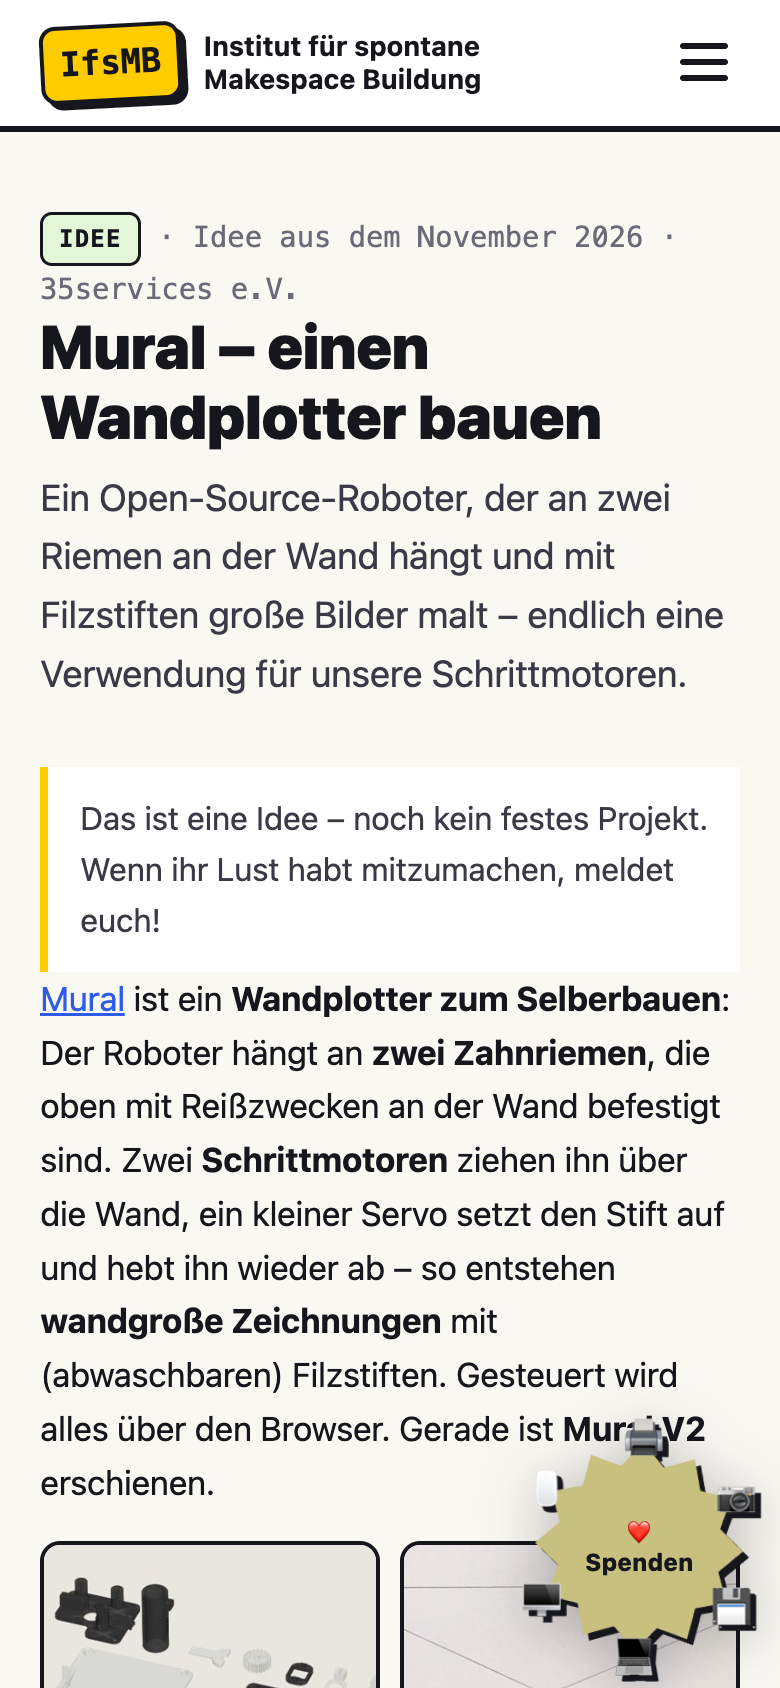 IfsMB
Institut für spontane
Makespace Buildung
IDEE · Idee aus dem November 2026 ·
35services e.V.
Mural – einen
Wandplotter bauen
Ein Open-Source-Roboter, der an zwei
Riemen an der Wand hängt und mit
Filzstiften große Bilder malt – endlich eine
Verwendung für unsere Schrittmotoren.
Das ist eine Idee – noch kein festes Projekt.
Wenn ihr Lust habt mitzumachen, meldet
euch!
Mural ist ein Wandplotter zum Selberbauen:
Der Roboter hängt an zwei Zahnriemen, die
oben mit Reißzwecken an der Wand befestigt
sind. Zwei Schrittmotoren ziehen ihn über
die Wand, ein kleiner Servo setzt den Stift auf
und hebt ihn wieder ab – so entstehen
wandgroße Zeichnungen mit
(abwaschbaren) Filzstiften. Gesteuert wird
alles über den Browser. Gerade ist Mural V2
erschienen.
Spenden